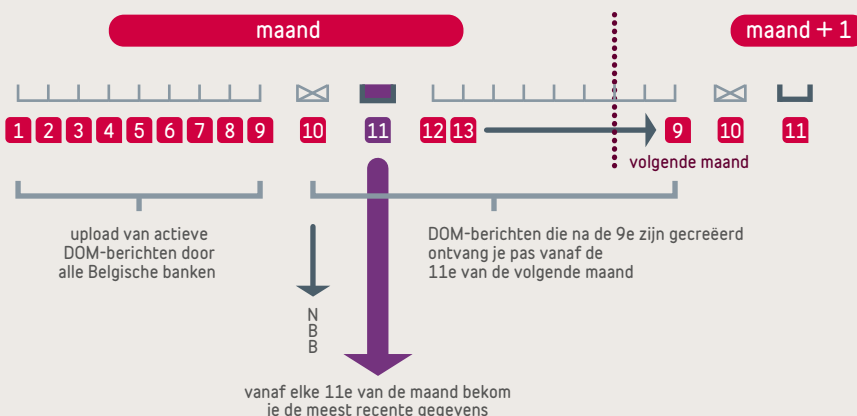 maand
maand + 1
1 2 3 4 5 6 7 8 9 10 11 12 13 9 10 11
volgende maand
upload van actieve
DOM-berichten door
alle Belgische banken
DOM-berichten die na de 9e zijn gecreëerd
ontvang je pas vanaf de
11e van de volgende maand
N
B
B
vanaf elke 11e van de maand bekom
je de meest recente gegevens